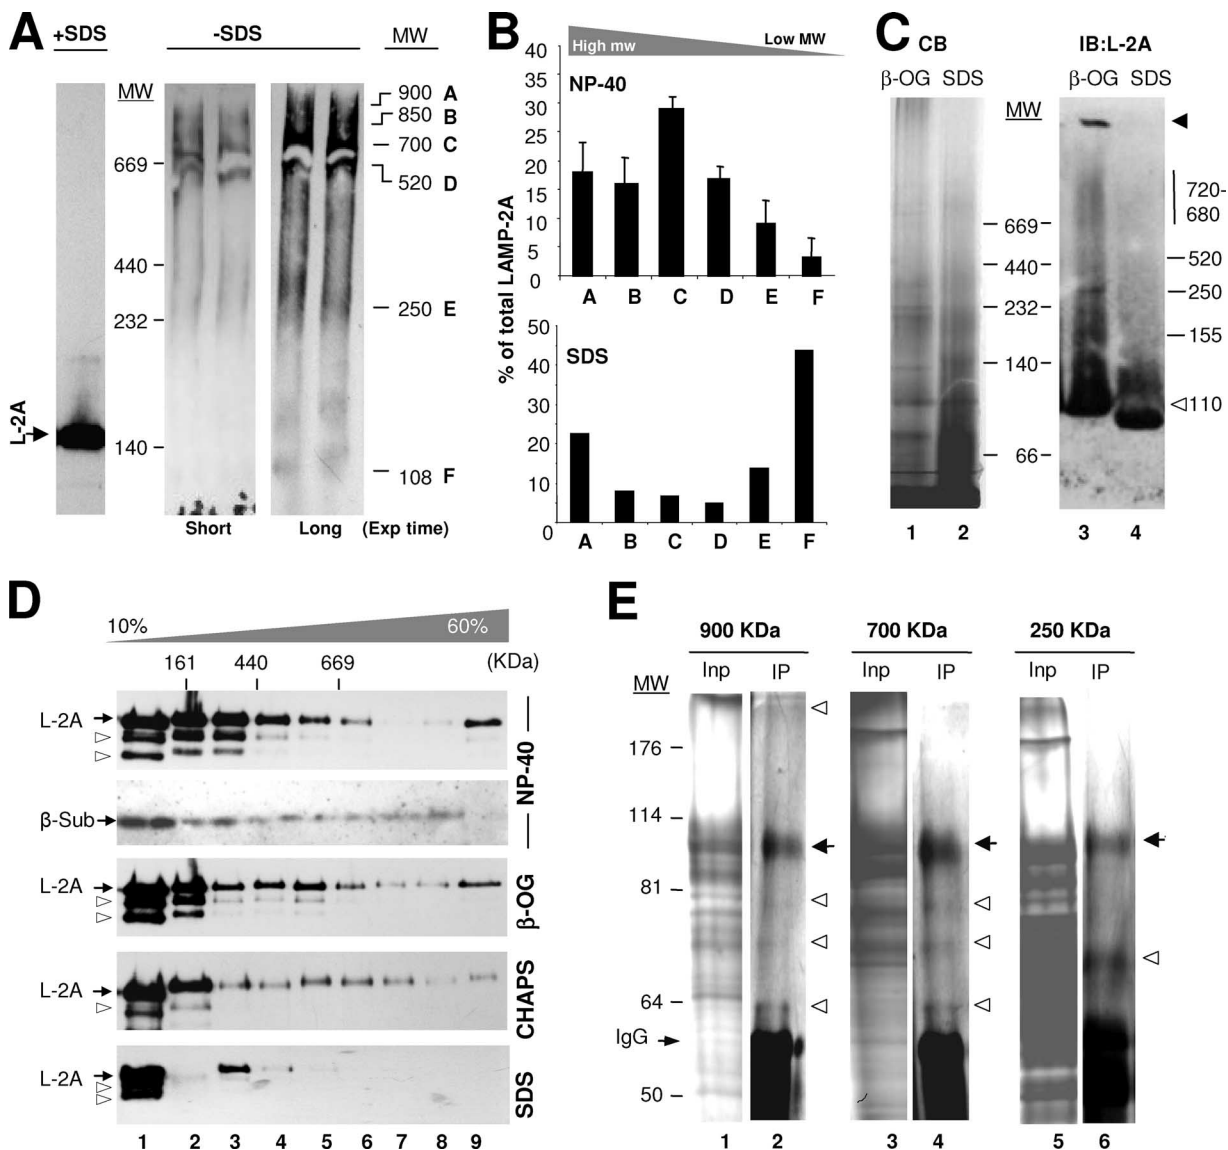 A
+SDS
-SDS
MW
MW
900 A
850 B
700 C
669
520 D
440
250 E
232
L-2A
140
108 F
Short
Long
(Exp time)
B
High mw
Low MW
% of total LAMP-2A
40
NP-40
35
30
25
20
15
10
5
0
A B C D E F
50
SDS
40
30
20
10
0
A B C D E F
C
CB
IB:L-2A
β-OG SDS
β-OG SDS
MW
720-
680
669
520
440
250
232
155
140
110
66
1 2
3 4
D
10%
60%
161 440 669 (KDa)
L-2A
NP-40
β-Sub
L-2A
β-OG
L-2A
CHAPS
L-2A
SDS
1 2 3 4 5 6 7 8 9
E
900 KDa
700 KDa
250 KDa
Inp IP
Inp IP
Inp IP
MW
176
114
81
64
IgG
50
1 2 3 4 5 6